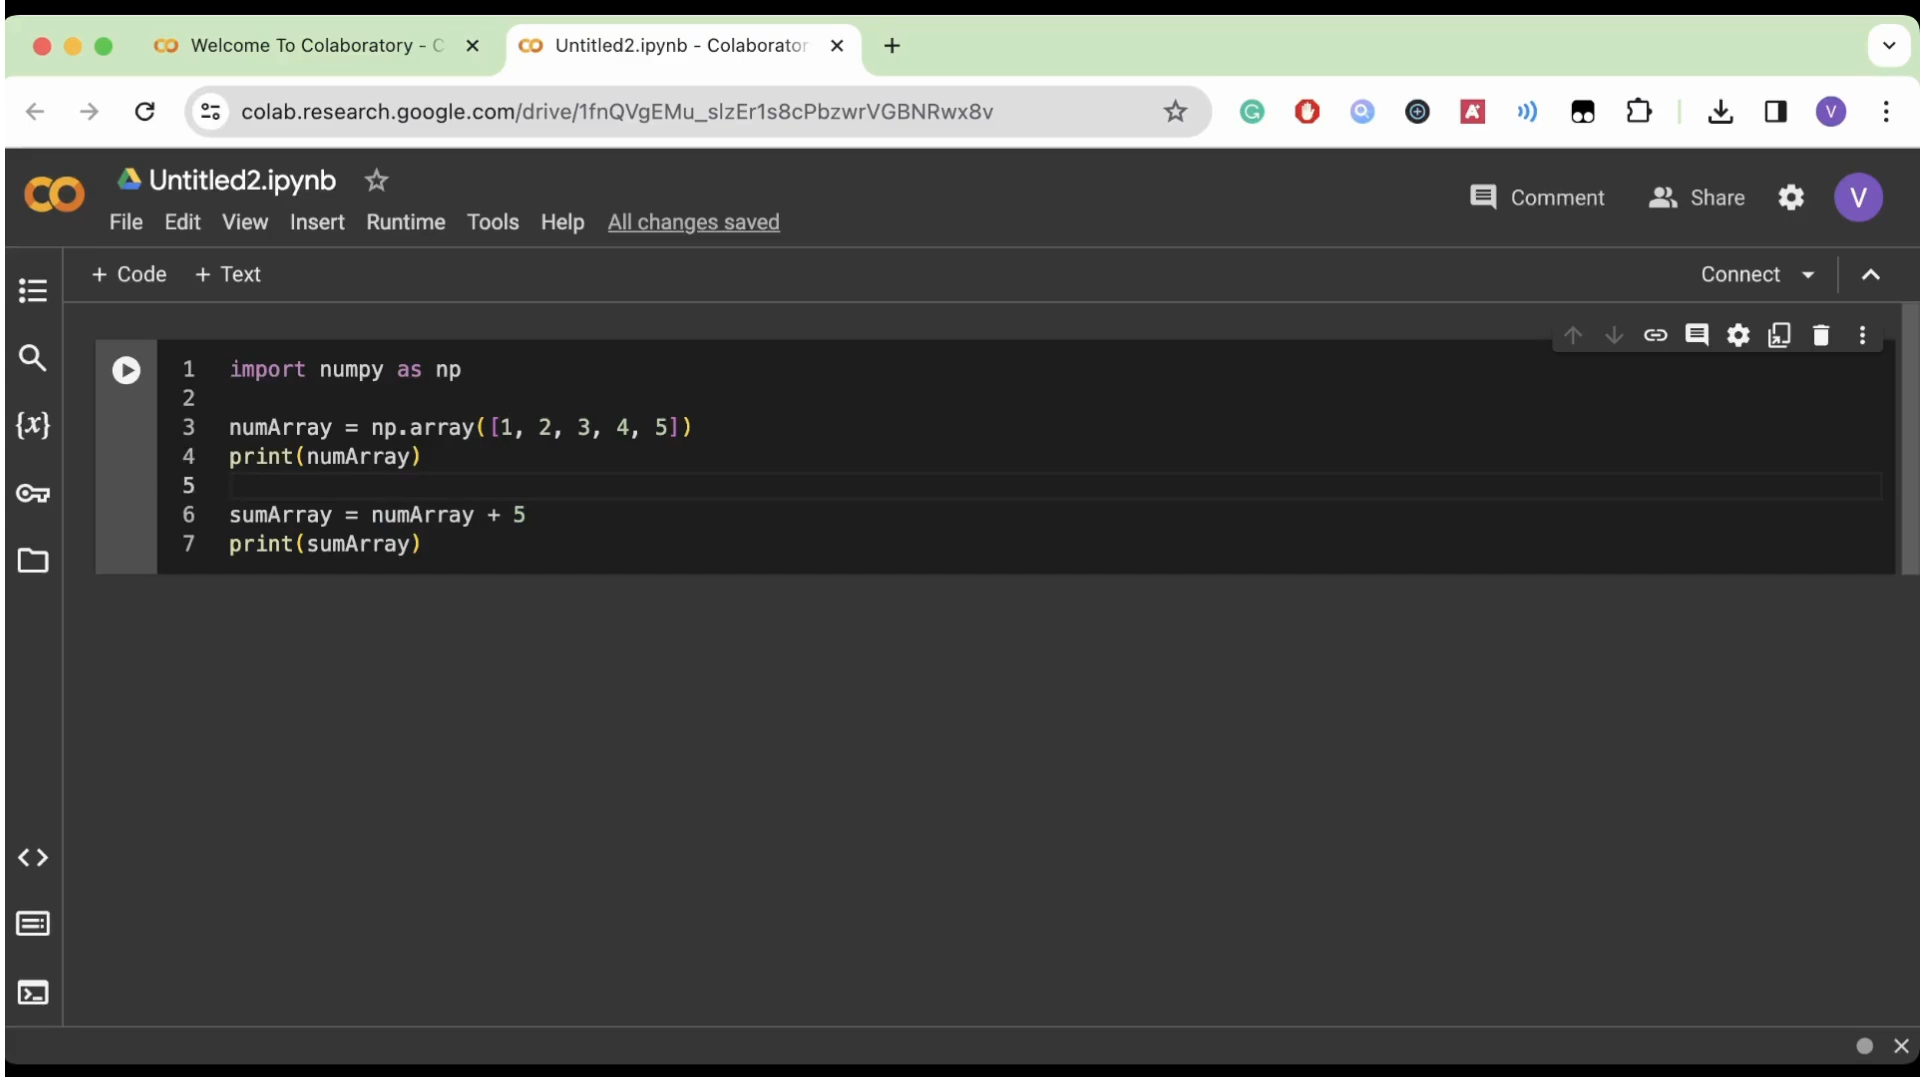 Welcome To Colaboratory - C
Untitled2.ipynb - Colaborator
colab.research.google.com/drive/1fnQVgEMu_slzEr1s8cPbzwrVGBNRwx8v
V
Untitled2.ipynb
File Edit View Insert Runtime Tools Help All changes saved
Comment Share V
+ Code + Text Connect
1 import numpy as np
2
3 numArray = np.array([1, 2, 3, 4, 5])
4 print(numArray)
5
6 sumArray = numArray + 5
7 print(sumArray)